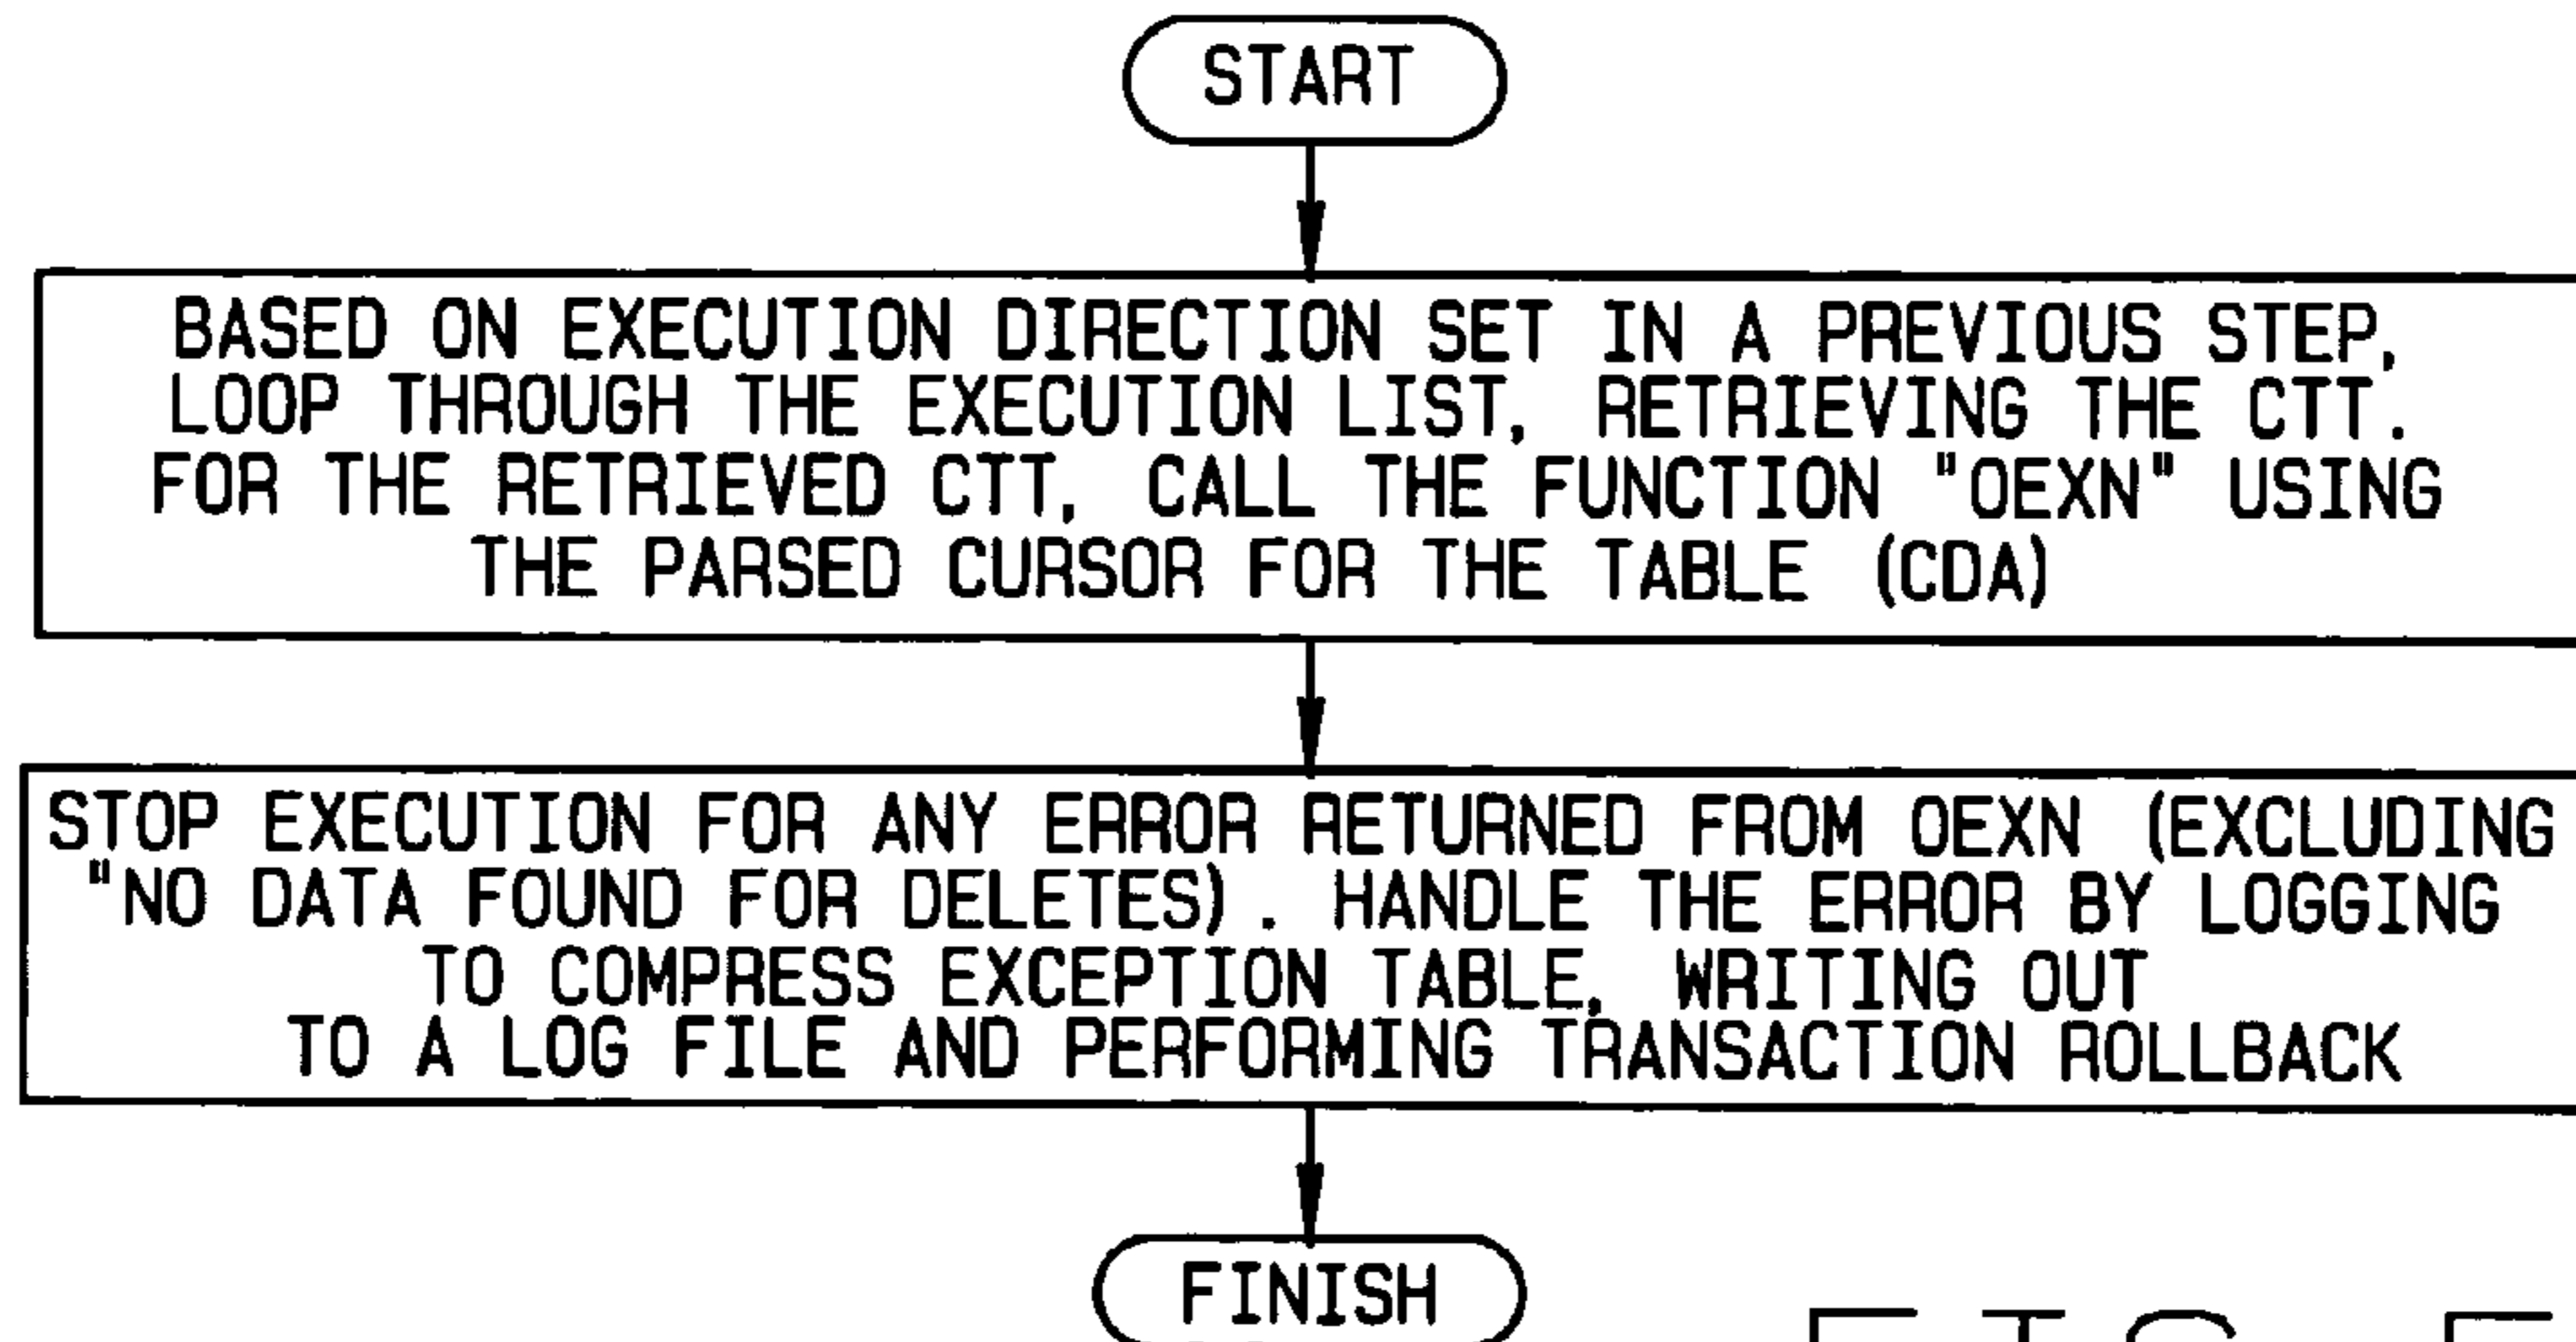 START
BASED ON EXECUTION DIRECTION SET IN A PREVIOUS STEP,
LOOP THROUGH THE EXECUTION LIST, RETRIEVING THE CTT.
FOR THE RETRIEVED CTT, CALL THE FUNCTION "OEXN" USING
THE PARSED CURSOR FOR THE TABLE (CDA)
STOP EXECUTION FOR ANY ERROR RETURNED FROM OEXN (EXCLUDING
"NO DATA FOUND FOR DELETES). HANDLE THE ERROR BY LOGGING
TO COMPRESS EXCEPTION TABLE, WRITING OUT
TO A LOG FILE AND PERFORMING TRANSACTION ROLLBACK
FINISH